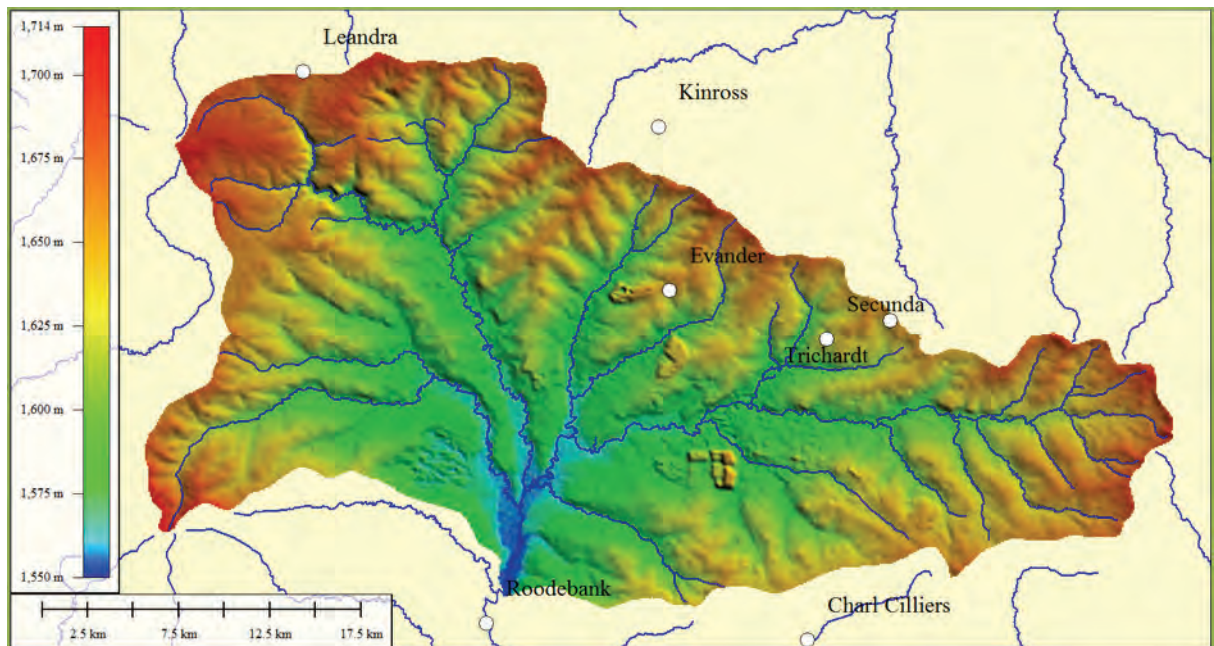 1,714 m
1,700 m
1,675 m
1,650 m
1,625 m
1,600 m
1,575 m
1,550 m
Leandra
Kinross
Evander
Secunda
Trichardt
Roodebank
Charl Cilliers
2.5 km 7.5 km 12.5 km 17.5 km